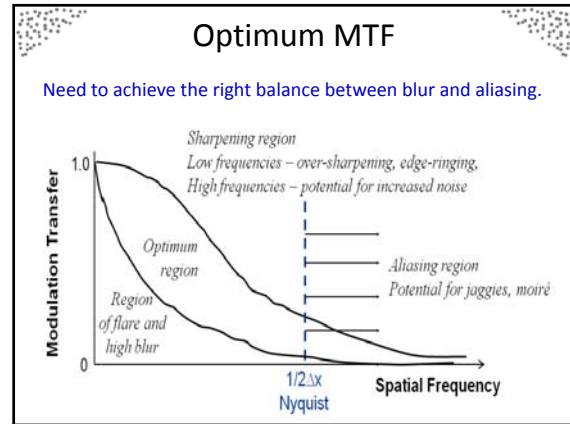 Optimum MTF
Need to achieve the right balance between blur and aliasing.
Sharpening region
Low frequencies – over-sharpening, edge-ringing,
High frequencies – potential for increased noise
1.0
Modulation Transfer
Optimum
region
Aliasing region
Potential for jaggies, moiré
Region
of flare and
high blur
0
1/2Δx
Nyquist
Spatial Frequency